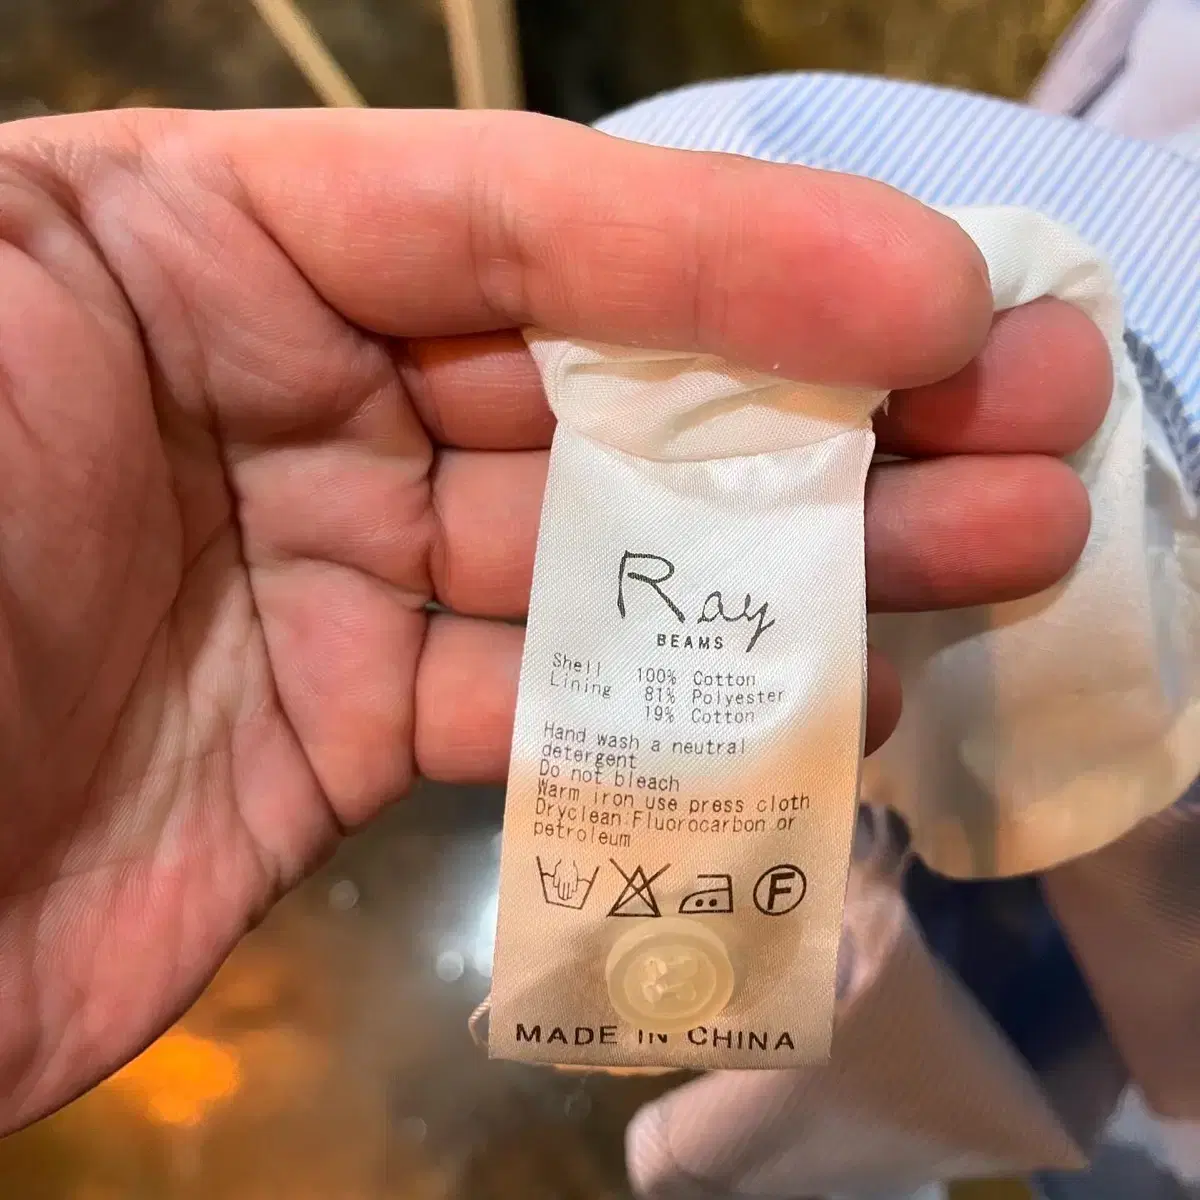 Ray
BEAMS
Shell 100% Cotton
Lining 81% Polyester
19% Cotton
Hand wash a neutral
detergent
Do not bleach
Warm iron use press cloth
Dryclean:Fluorocarbon or
petroleum
F
MADE IN CHINA